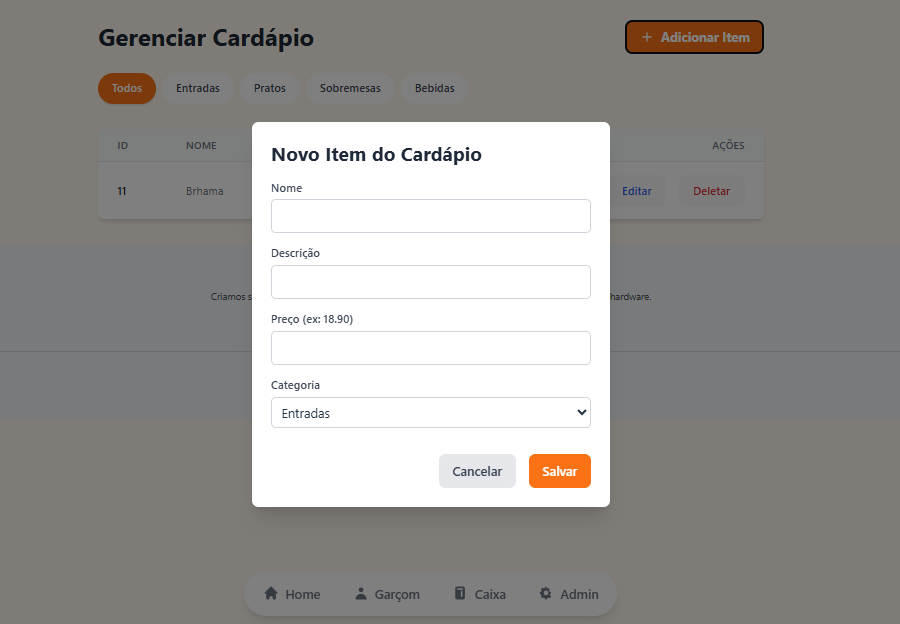 Gerenciar Cardápio
+ Adicionar Item
Todos Entradas Pratos Sobremesas Bebidas
ID NOME AÇÕES
11 Brhama Editar Deletar
Novo Item do Cardápio
Nome
Descrição
Criamos s
hardware.
Preço (ex: 18.90)
Categoria
Entradas
Cancelar Salvar
Home Garçom Caixa Admin